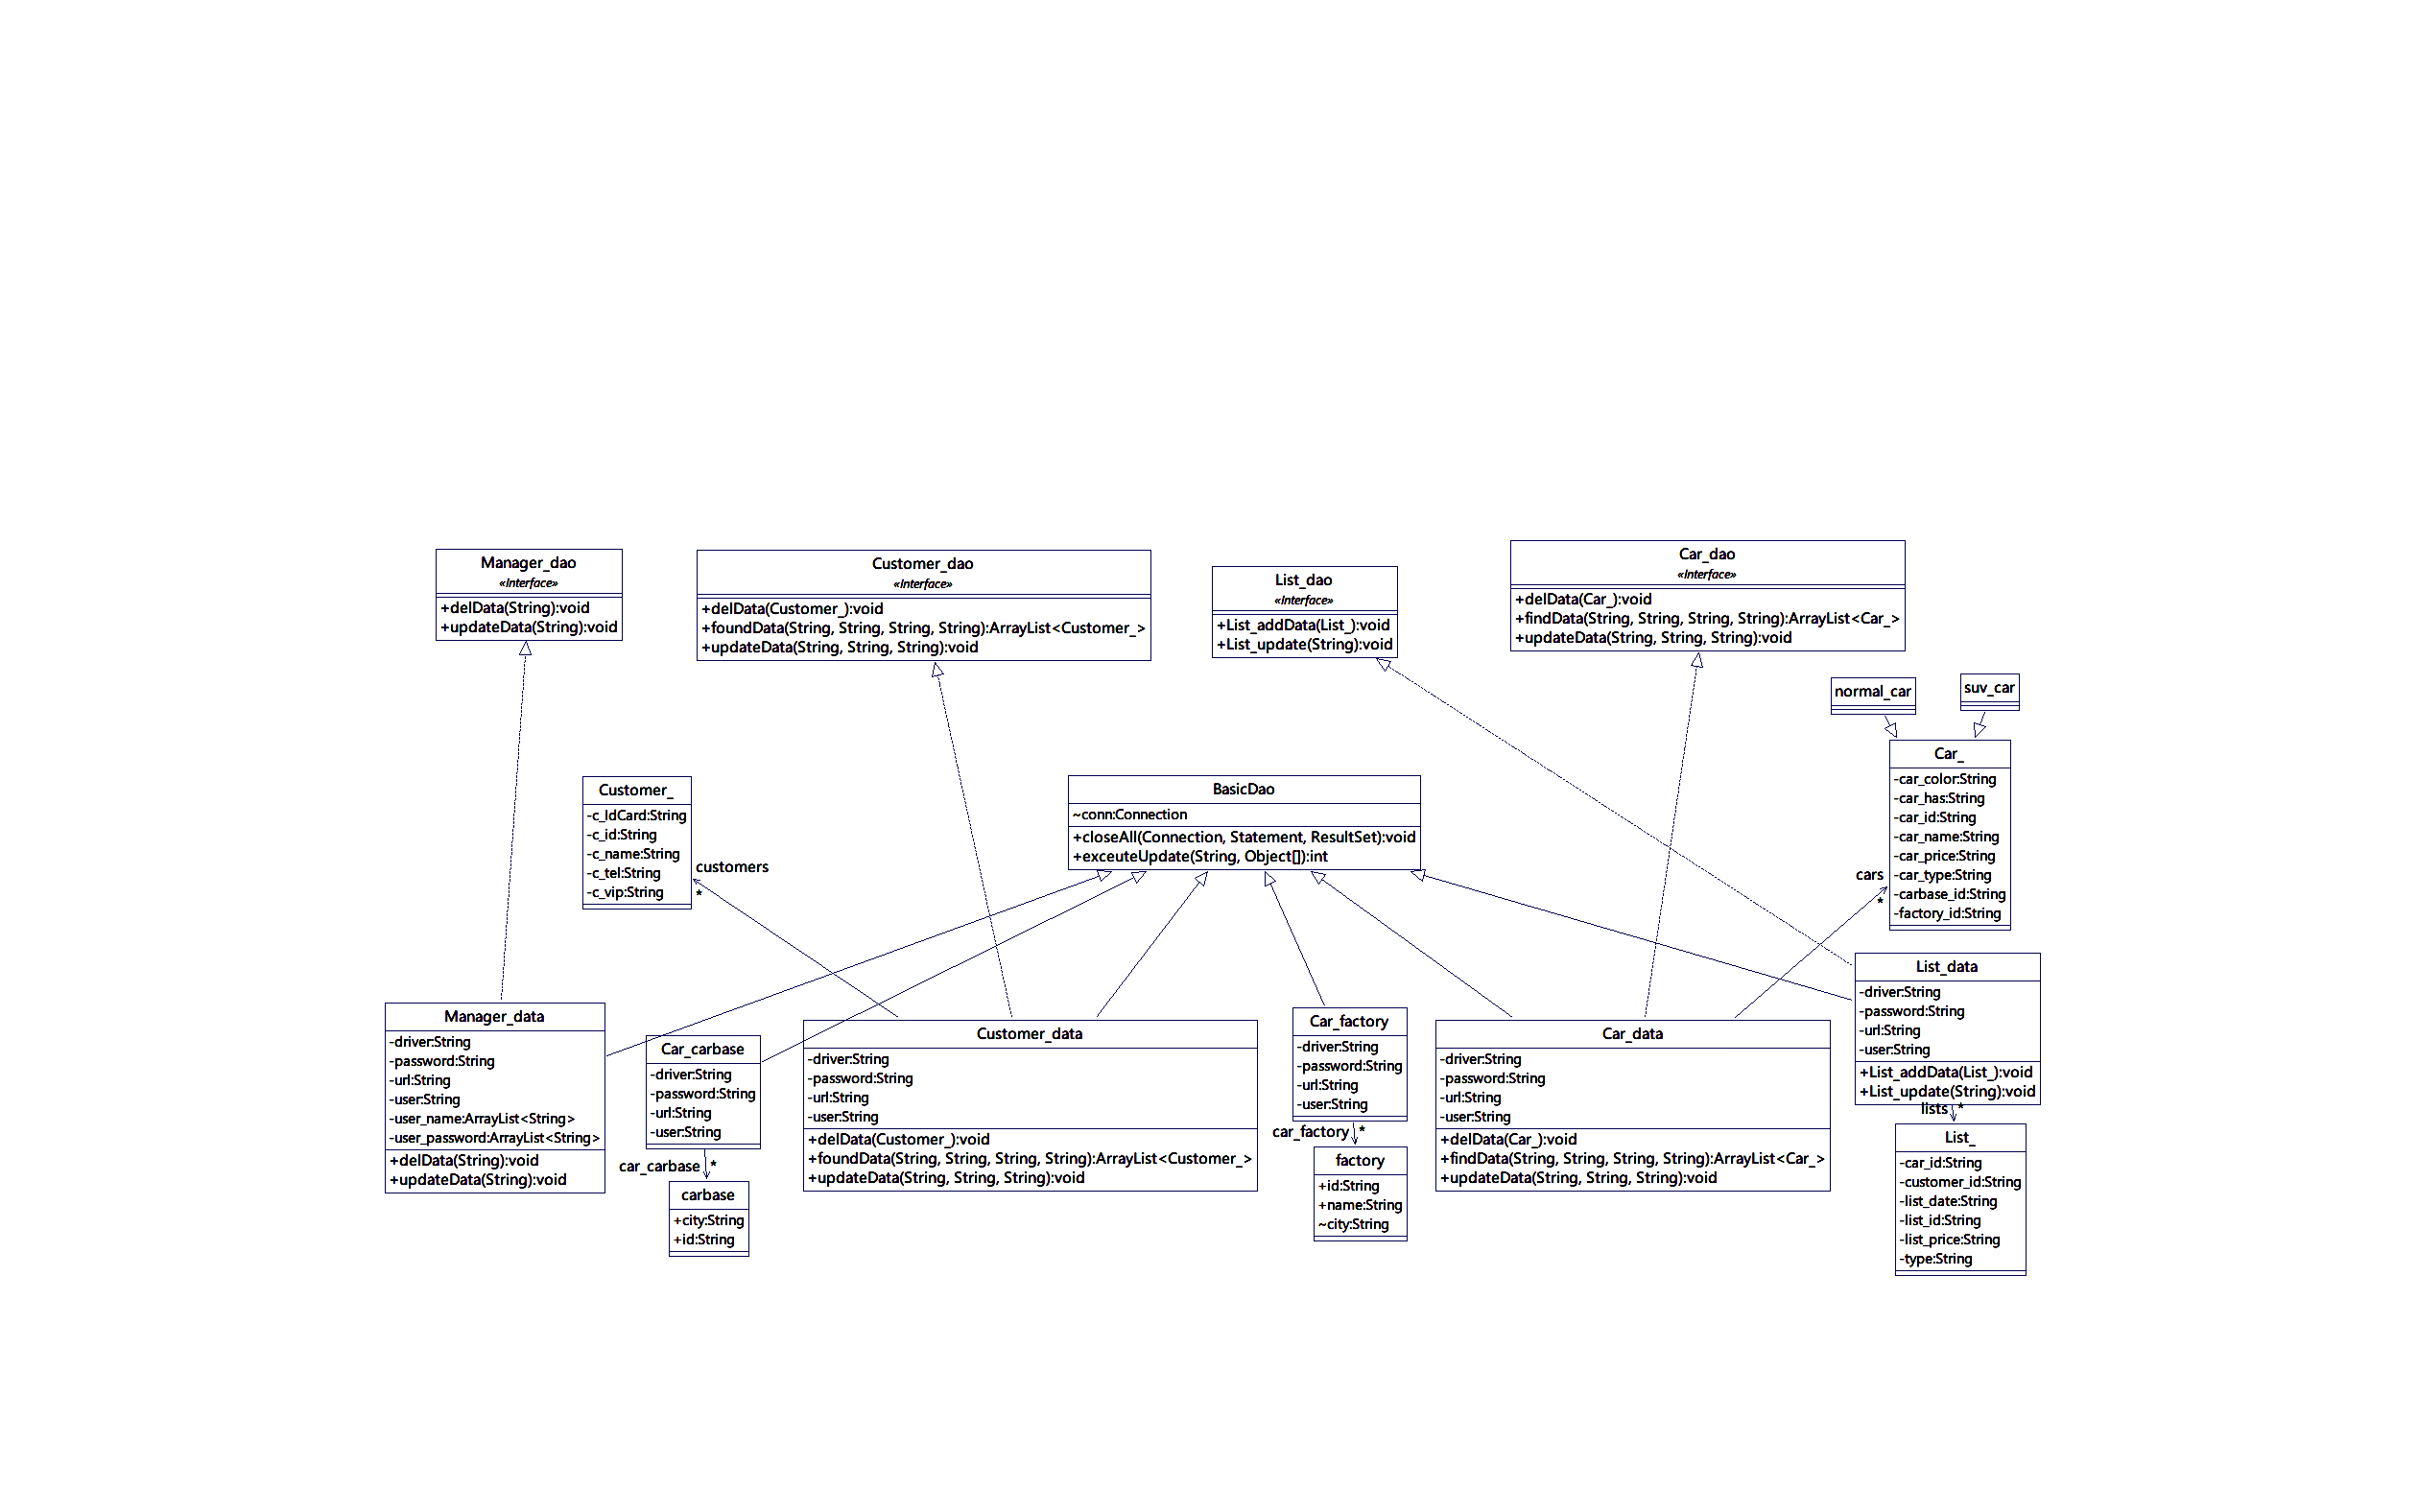 Manager_dao
«Interface»
+delData(String):void
+updateData(String):void
Customer_dao
«Interface»
+delData(Customer_):void
+foundData(String, String, String, String):ArrayList<Customer_>
+updateData(String, String, String):void
List_dao
«Interface»
+List_addData(List_):void
+List_update(String):void
Car_dao
«Interface»
+delData(Car_):void
+findData(String, String, String, String):ArrayList<Car_>
+updateData(String, String, String):void
normal_car
suv_car
Customer_
-c_IdCard:String
-c_id:String
-c_name:String
-c_tel:String
-c_vip:String
customers
*
BasicDao
~conn:Connection
+closeAll(Connection, Statement, ResultSet):void
+exceuteUpdate(String, Object[]):int
Car_
-car_color:String
-car_has:String
-car_id:String
-car_name:String
-car_price:String
-car_type:String
-carbase_id:String
-factory_id:String
cars
*
Manager_data
-driver:String
-password:String
-url:String
-user:String
-user_name:ArrayList<String>
-user_password:ArrayList<String>
+delData(String):void
+updateData(String):void
Car_carbase
-driver:String
-password:String
-url:String
-user:String
car_carbase *
carbase
+city:String
+id:String
Customer_data
-driver:String
-password:String
-url:String
-user:String
+delData(Customer_):void
+foundData(String, String, String, String):ArrayList<Customer_>
+updateData(String, String, String):void
Car_factory
-driver:String
-password:String
-url:String
-user:String
car_factory *
factory
+id:String
+name:String
~city:String
Car_data
-driver:String
-password:String
-url:String
-user:String
+delData(Car_):void
+findData(String, String, String, String):ArrayList<Car_>
+updateData(String, String, String):void
List_data
-driver:String
-password:String
-url:String
-user:String
+List_addData(List_):void
+List_update(String):void
lists *
List_
-car_id:String
-customer_id:String
-list_date:String
-list_id:String
-list_price:String
-type:String